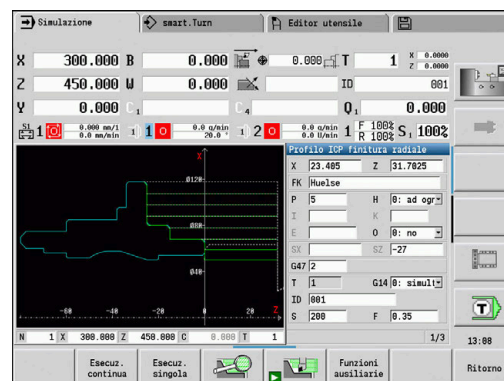 Simulazione smart.Turn Editor utensile
X 300.000 B 0.000 0.000 T 1 X 0.0000 Z 0.0000
Z 450.000 U 0.000 ID 001
Y 0.000 C1 C4 Q1 0.000
S1 1 0.000 mm/1 0.0 mm/min 1) 1 0.0 g/min 20.0 ° 1) 2 0.0 g/min 0.0 U/min 1 F 100% R 100% S1 100%
Profilo ICP finitura radiale
X 23.405 Z 31.7025
FK Huelse
P 5 H 0: ad ogr
I K
E O 0: no
SX SZ -27
G47 2
T 1 G14 0: simult
ID 001
S 200 F 0.35
1/3
X
Ø120
Ø80
Ø40
-80 -40 0 20 Z
N 1 X 300.000 Z 450.000 C 0.000 T 1
13:08
Esecuz. continua
Esecuz. singola
Funzioni ausiliarie
Ritorno